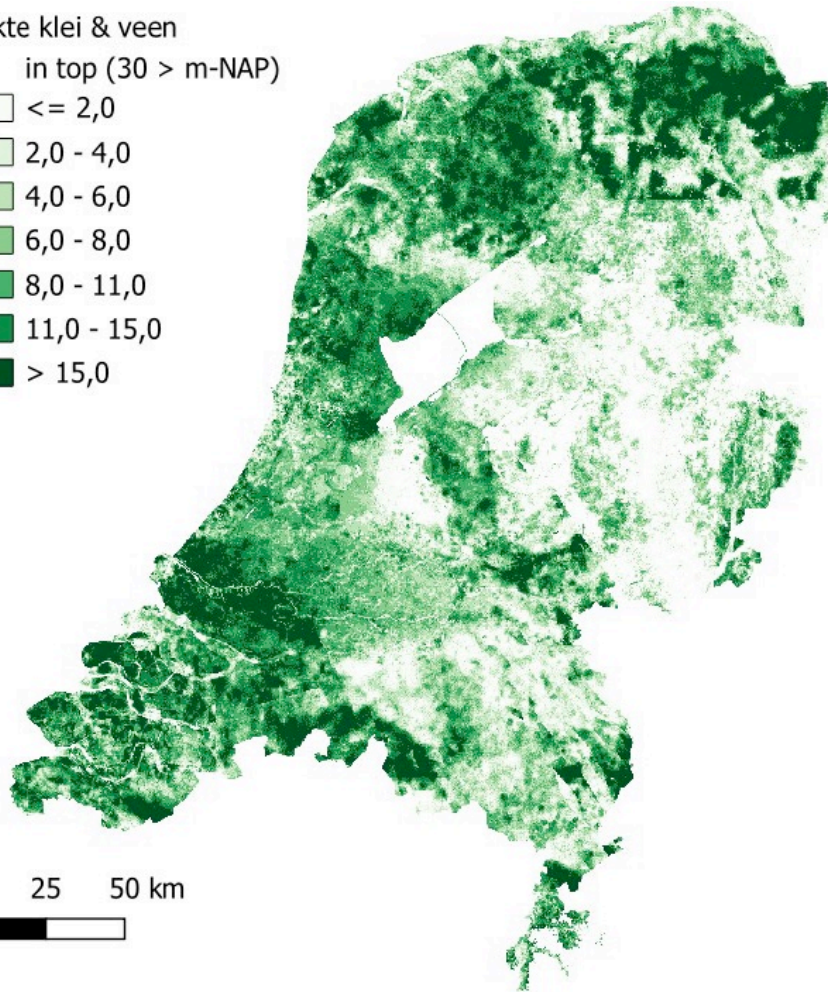 kte klei & veen
in top (30 > m-NAP)
<= 2,0
2,0 - 4,0
4,0 - 6,0
6,0 - 8,0
8,0 - 11,0
11,0 - 15,0
> 15,0
25 50 km